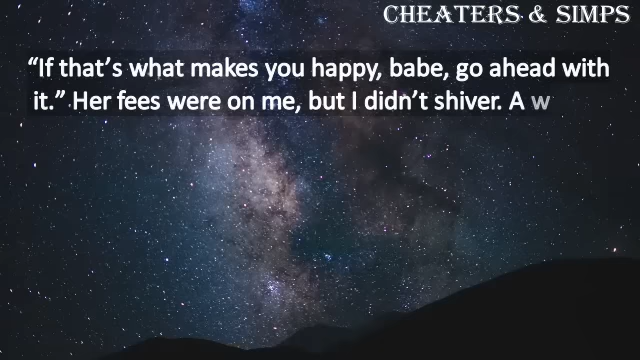 CHEATERS & SIMPS
“If that’s what makes you happy, babe, go ahead with
it.” Her fees were on me, but I didn’t shiver. A w